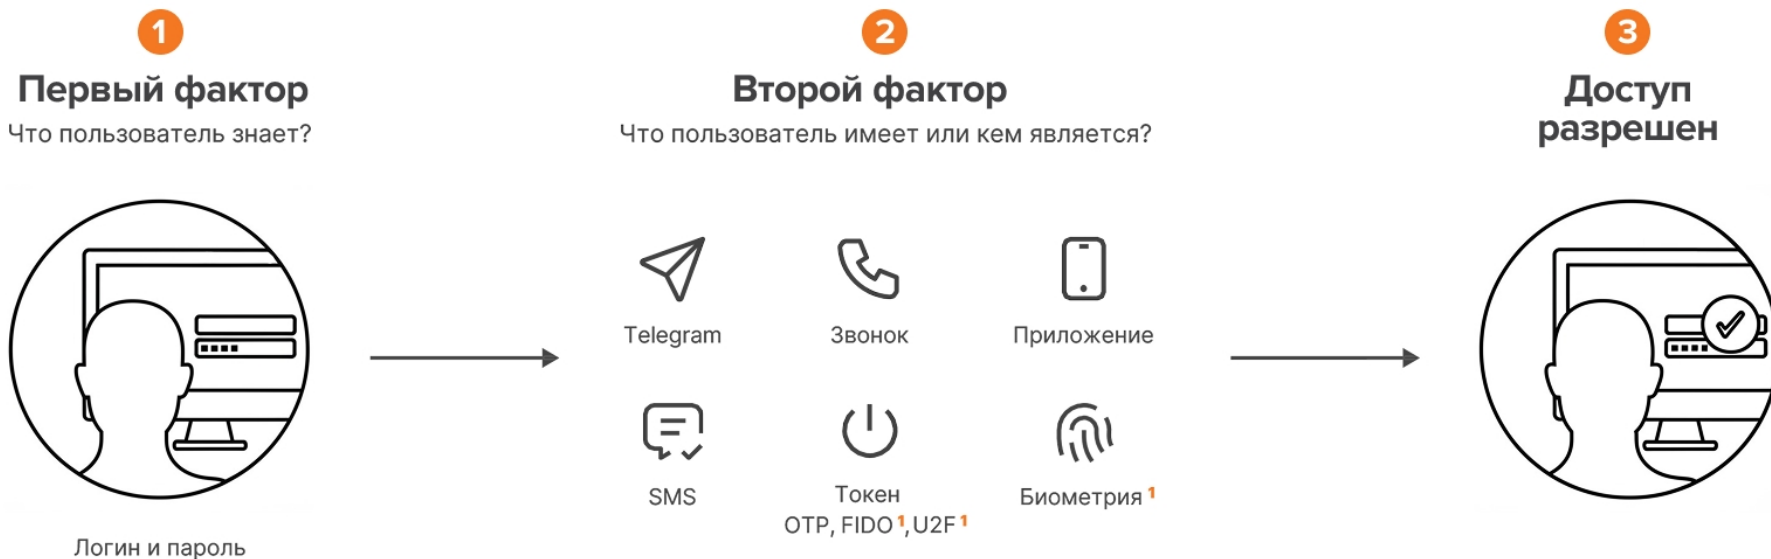 1
Первый фактор
Что пользователь знает?
Логин и пароль
2
Второй фактор
Что пользователь имеет или кем является?
Telegram
Звонок
Приложение
SMS
Токен
OTP, FIDO ¹, U2F ¹
Биометрия ¹
3
Доступ
разрешен